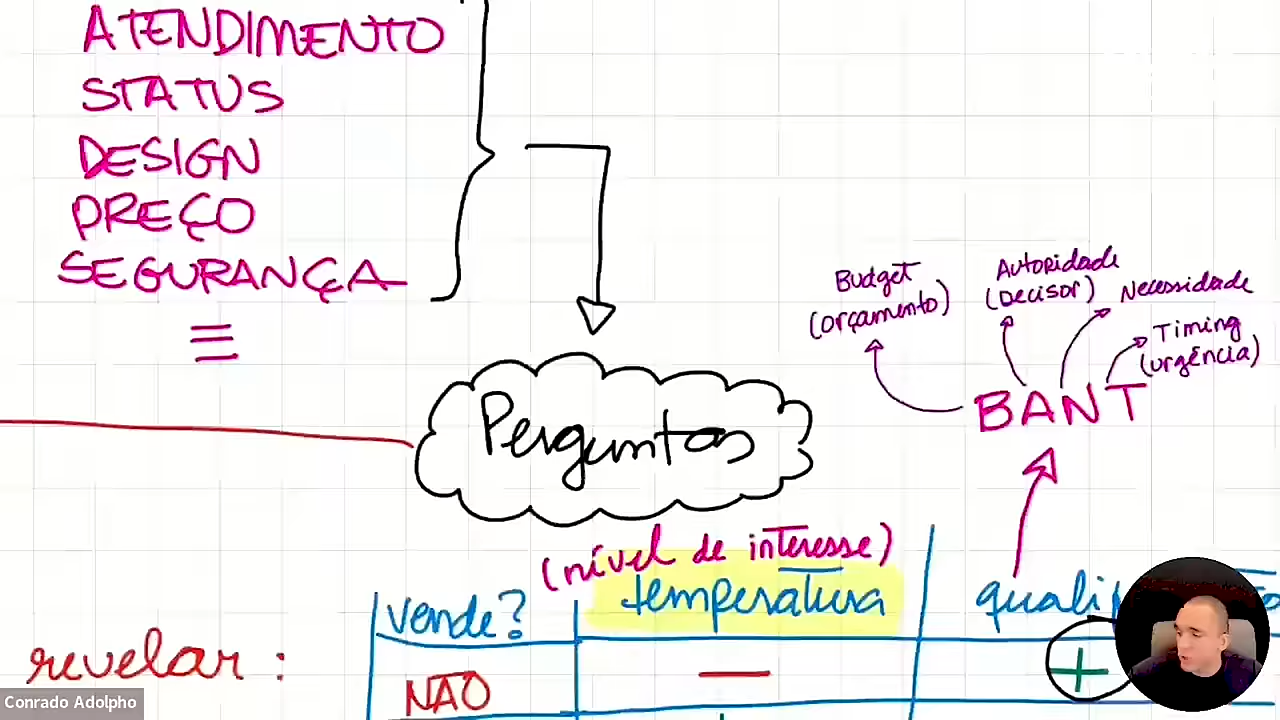 ATENDIMENTO
STATUS
DESIGN
PREÇO
SEGURANÇA
Budget
(orçamento)
Autoridade
(Decisor)
Necessidade
Timing
(urgência)
BANT
Perguntas
(nível de interesse)
vende?
temperatura
revelar:
NÃO
—
+
Conrado Adolpho